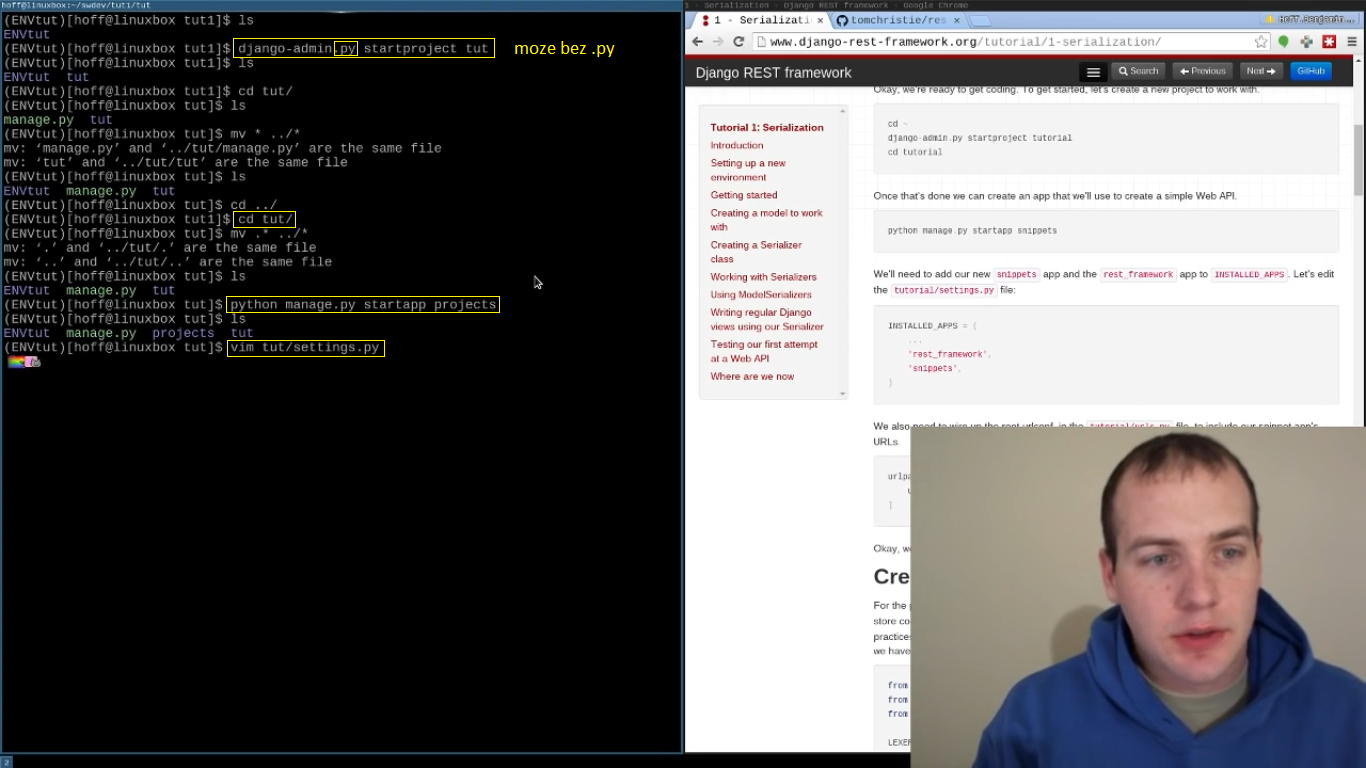 hoff@linuxbox:~/swdev/tut1/tut
(ENVtut)[hoff@linuxbox tut1]$ ls
ENVtut
(ENVtut)[hoff@linuxbox tut1]$ django-admin.py startproject tut moze bez .py
(ENVtut)[hoff@linuxbox tut1]$ ls
ENVtut tut
(ENVtut)[hoff@linuxbox tut1]$ cd tut/
(ENVtut)[hoff@linuxbox tut]$ ls
manage.py tut
(ENVtut)[hoff@linuxbox tut]$ mv * ../*
mv: ‘manage.py’ and ‘../tut/manage.py’ are the same file
mv: ‘tut’ and ‘../tut/tut’ are the same file
(ENVtut)[hoff@linuxbox tut]$ ls
ENVtut manage.py tut
(ENVtut)[hoff@linuxbox tut]$ cd ../
(ENVtut)[hoff@linuxbox tut1]$ cd tut/
(ENVtut)[hoff@linuxbox tut]$ mv .* ../*
mv: ‘.’ and ‘../tut/.’ are the same file
mv: ‘..’ and ‘../tut/..’ are the same file
(ENVtut)[hoff@linuxbox tut]$ ls
ENVtut manage.py tut
(ENVtut)[hoff@linuxbox tut]$ python manage.py startapp projects
(ENVtut)[hoff@linuxbox tut]$ ls
ENVtut manage.py projects tut
(ENVtut)[hoff@linuxbox tut]$ vim tut/settings.py
2
1 - Serialization - Django REST framework - Google Chrome
1 - Serializati × tomchristie/res ×
www.django-rest-framework.org/tutorial/1-serialization/
Django REST framework Search Previous Next GitHub
Tutorial 1: Serialization
Introduction
Setting up a new
environment
Getting started
Creating a model to work
with
Creating a Serializer
class
Working with Serializers
Using ModelSerializers
Writing regular Django
views using our Serializer
Testing our first attempt
at a Web API
Where are we now
Okay, we're ready to get coding. To get started, let's create a new project to work with.
cd ~
django-admin.py startproject tutorial
cd tutorial
Once that's done we can create an app that we'll use to create a simple Web API.
python manage.py startapp snippets
We'll need to add our new snippets app and the rest_framework app to INSTALLED_APPS. Let's edit
the tutorial/settings.py file:
INSTALLED_APPS = (
...
'rest_framework',
'snippets',
)
We also need to wire up the root urlconf, in the tutorial/urls.py file, to include our snippet app's
URLs.
urlpa
u
]
Okay, w
Cre
For the
store co
practices
we have
from
from
from
LEXE